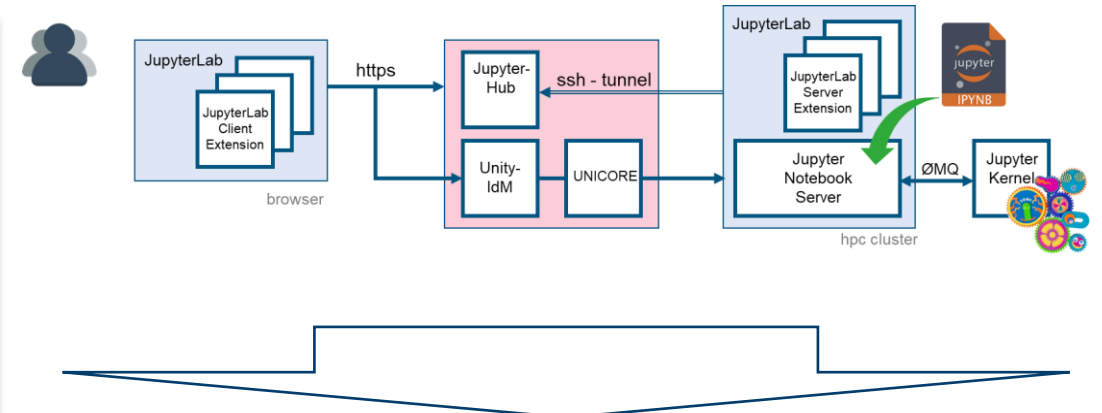 JupyterLab
JupyterLab
Client
Extension
browser
https
Jupyter-
Hub
ssh - tunnel
Unity-
IdM
UNICORE
JupyterLab
JupyterLab
Server
Extension
Jupyter
Notebook
Server
hpc cluster
jupyter
IPYNB
ØMQ
Jupyter
Kernel